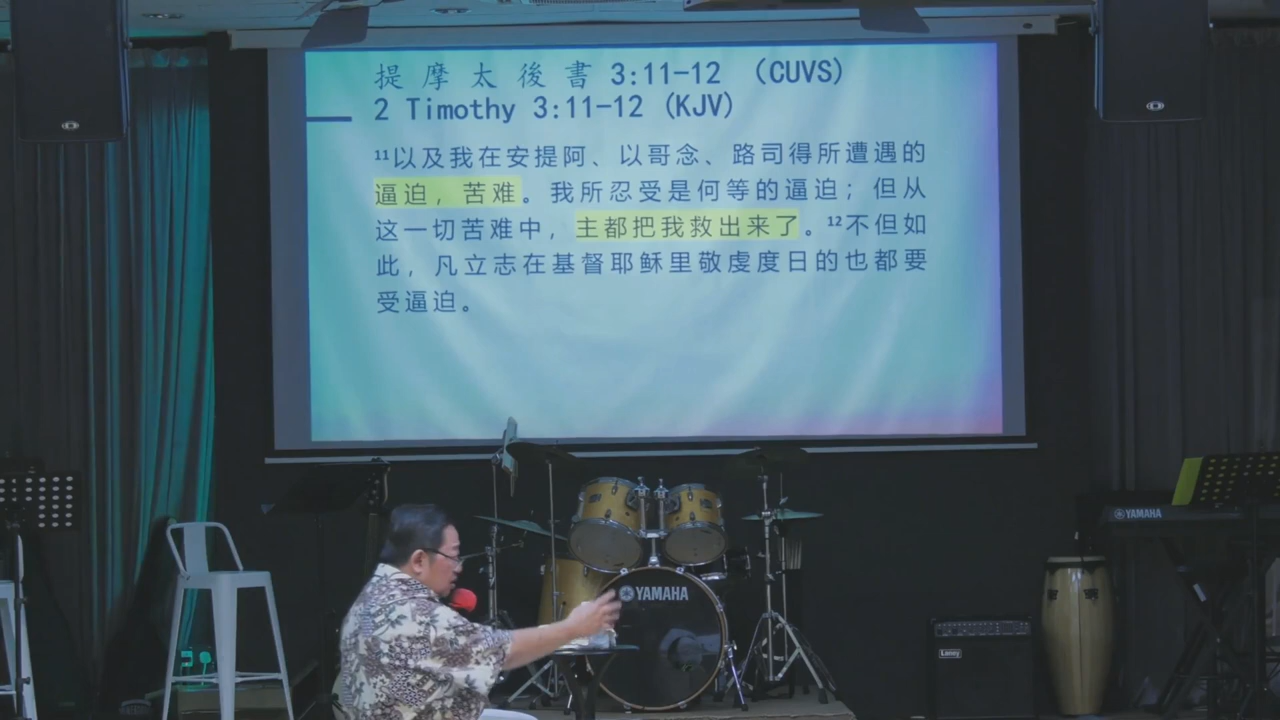 提摩太後書 3:11-12 （CUVS)
2 Timothy 3:11-12 (KJV)
¹¹以及我在安提阿、以哥念、路司得所遭遇的
逼迫，苦难。我所忍受是何等的逼迫；但从
这一切苦难中，主都把我救出来了。¹²不但如
此，凡立志在基督耶稣里敬虔度日的也都要
受逼迫。
YAMAHA
YAMAHA
Laney